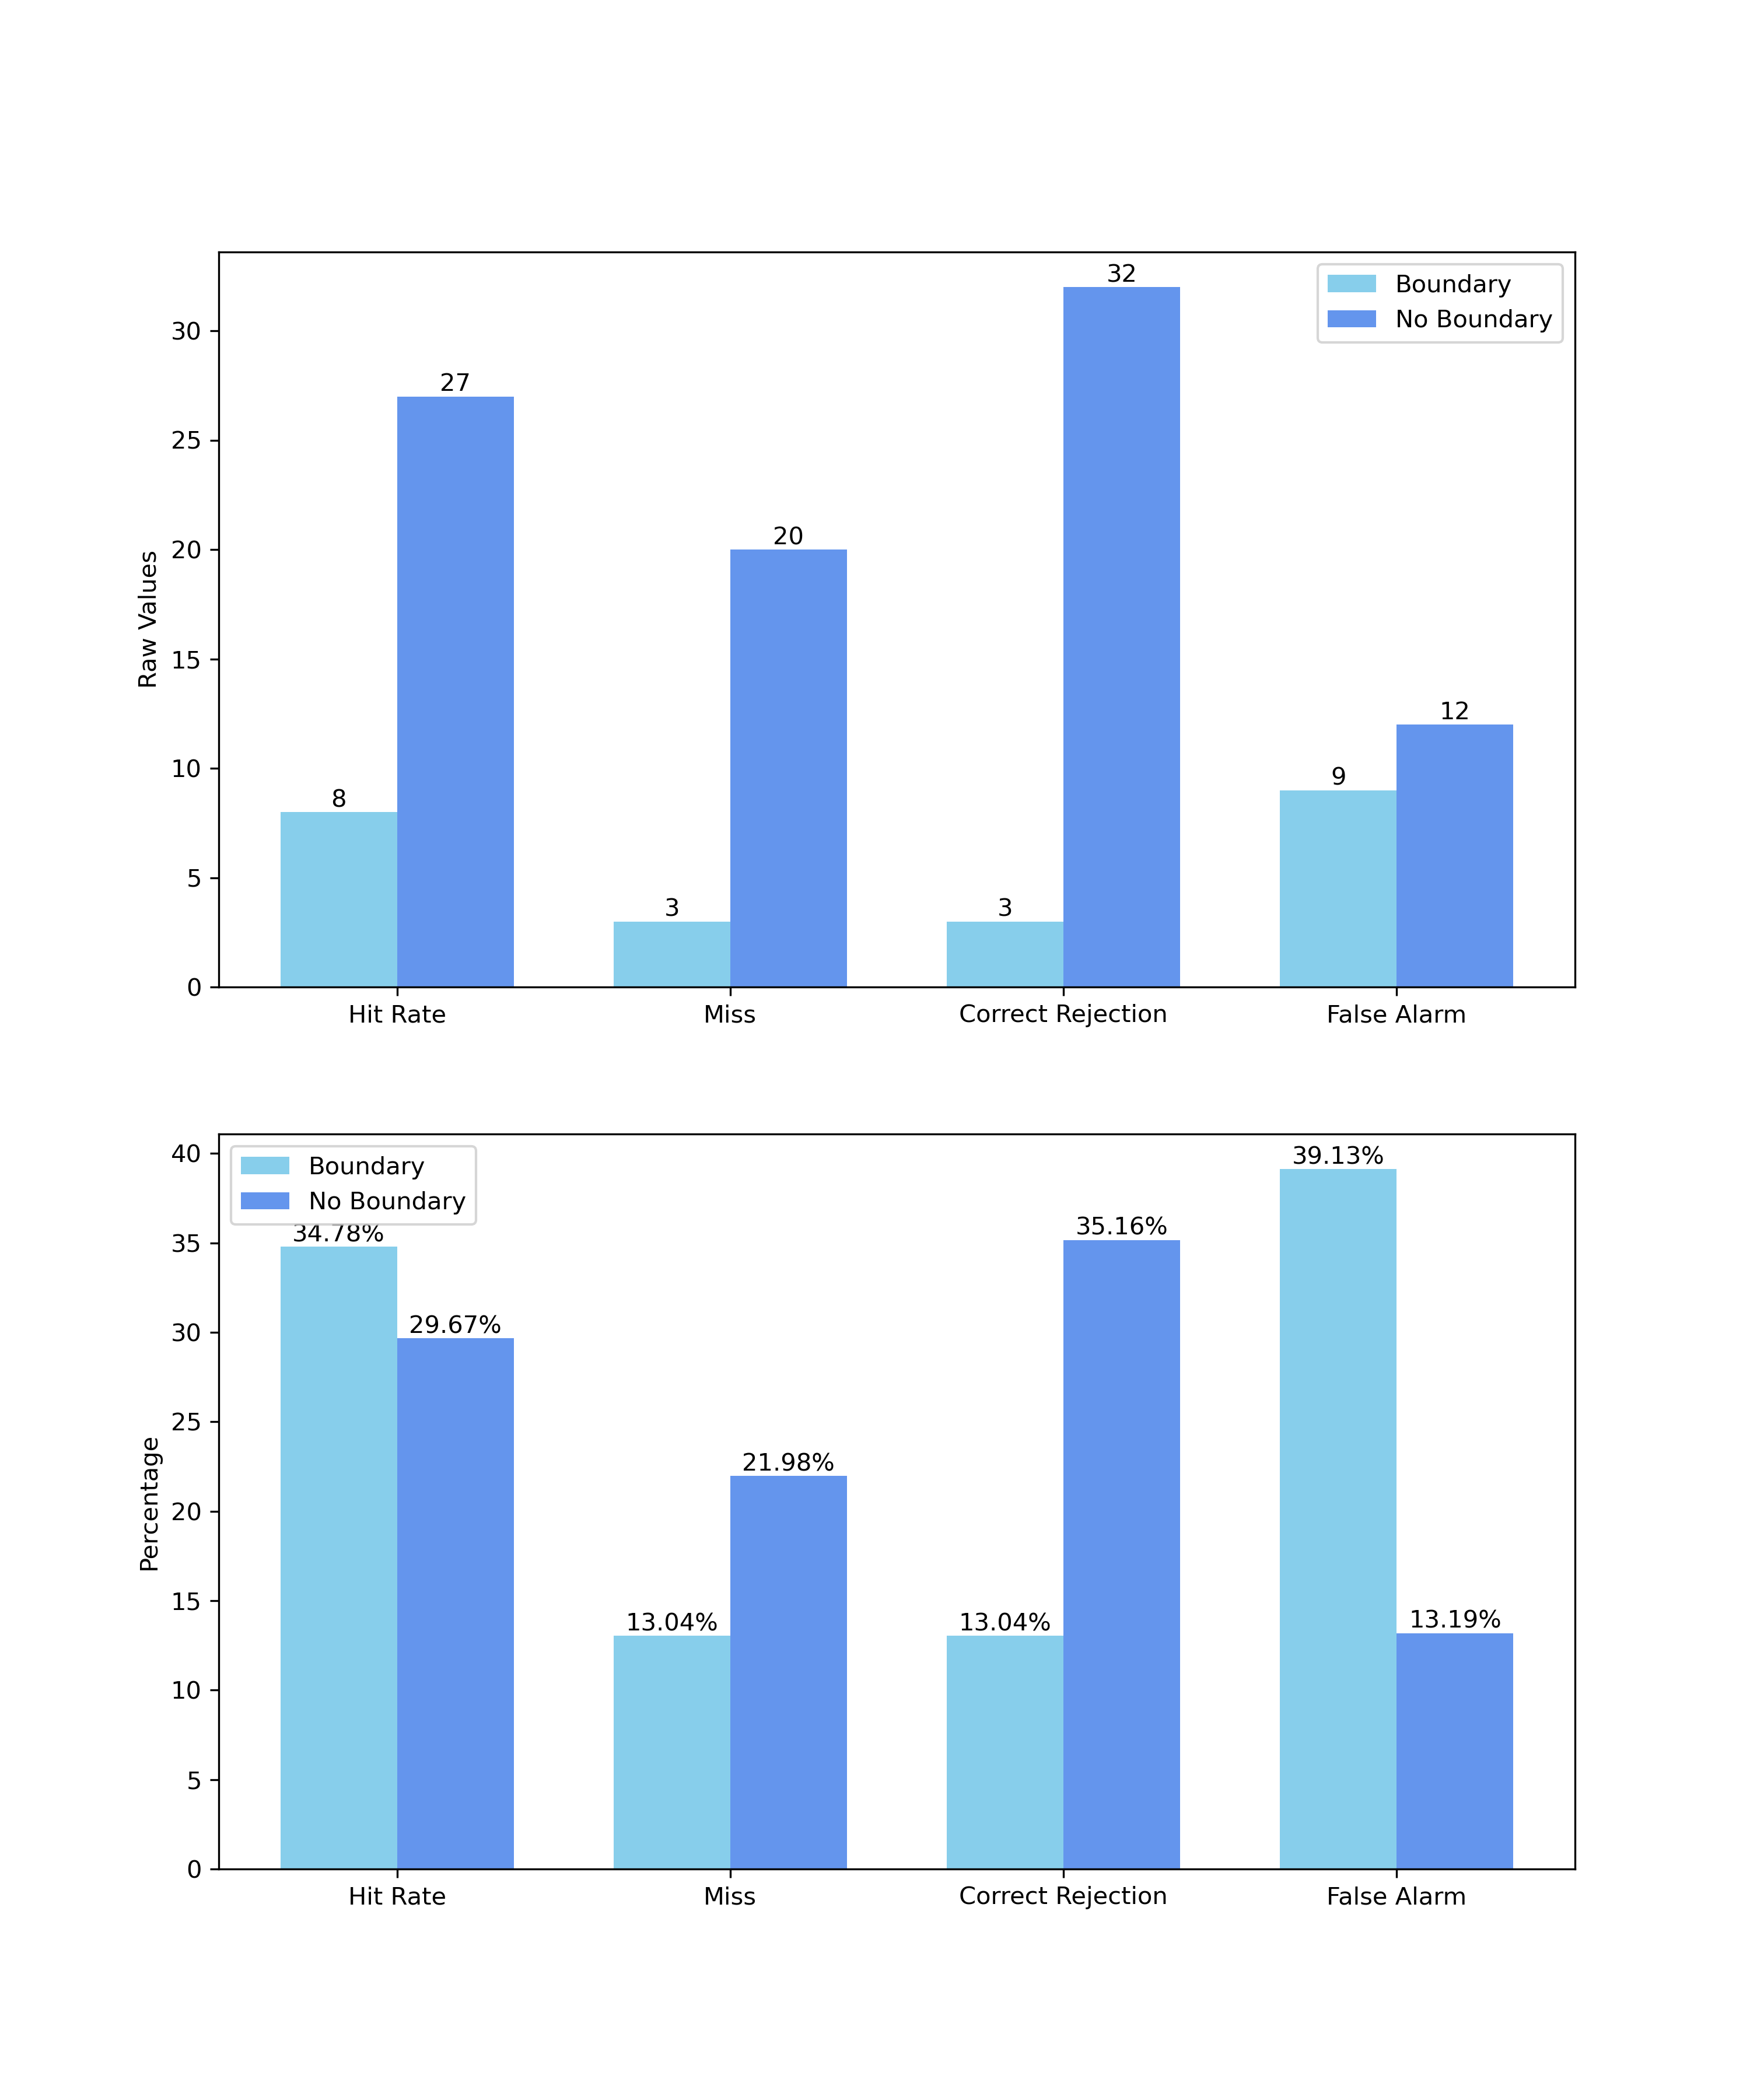 Boundary
No Boundary
32
27
20
12
9
8
3
3
Raw Values
30
25
20
15
10
5
0
Hit Rate
Miss
Correct Rejection
False Alarm
Boundary
No Boundary
39.13%
35.16%
34.78%
29.67%
21.98%
13.04%
13.04%
13.19%
Percentage
40
35
30
25
20
15
10
5
0
Hit Rate
Miss
Correct Rejection
False Alarm